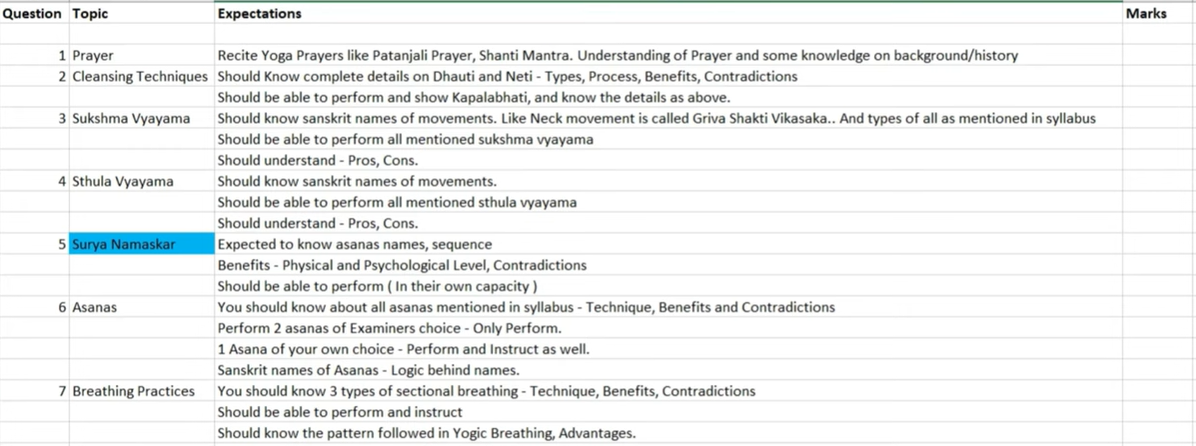 Question Topic Expectations Marks
1 Prayer Recite Yoga Prayers like Patanjali Prayer, Shanti Mantra. Understanding of Prayer and some knowledge on background/history
2 Cleansing Techniques Should Know complete details on Dhauti and Neti - Types, Process, Benefits, Contradictions
Should be able to perform and show Kapalabhati, and know the details as above.
3 Sukshma Vyayama Should know sanskrit names of movements. Like Neck movement is called Griva Shakti Vikasaka.. And types of all as mentioned in syllabus
Should be able to perform all mentioned sukshma vyayama
Should understand - Pros, Cons.
4 Sthula Vyayama Should know sanskrit names of movements.
Should be able to perform all mentioned sthula vyayama
Should understand - Pros, Cons.
5 Surya Namaskar Expected to know asanas names, sequence
Benefits - Physical and Psychological Level, Contradictions
Should be able to perform ( In their own capacity )
6 Asanas You should know about all asanas mentioned in syllabus - Technique, Benefits and Contradictions
Perform 2 asanas of Examiners choice - Only Perform.
1 Asana of your own choice - Perform and Instruct as well.
Sanskrit names of Asanas - Logic behind names.
7 Breathing Practices You should know 3 types of sectional breathing - Technique, Benefits, Contradictions
Should be able to perform and instruct
Should know the pattern followed in Yogic Breathing, Advantages.